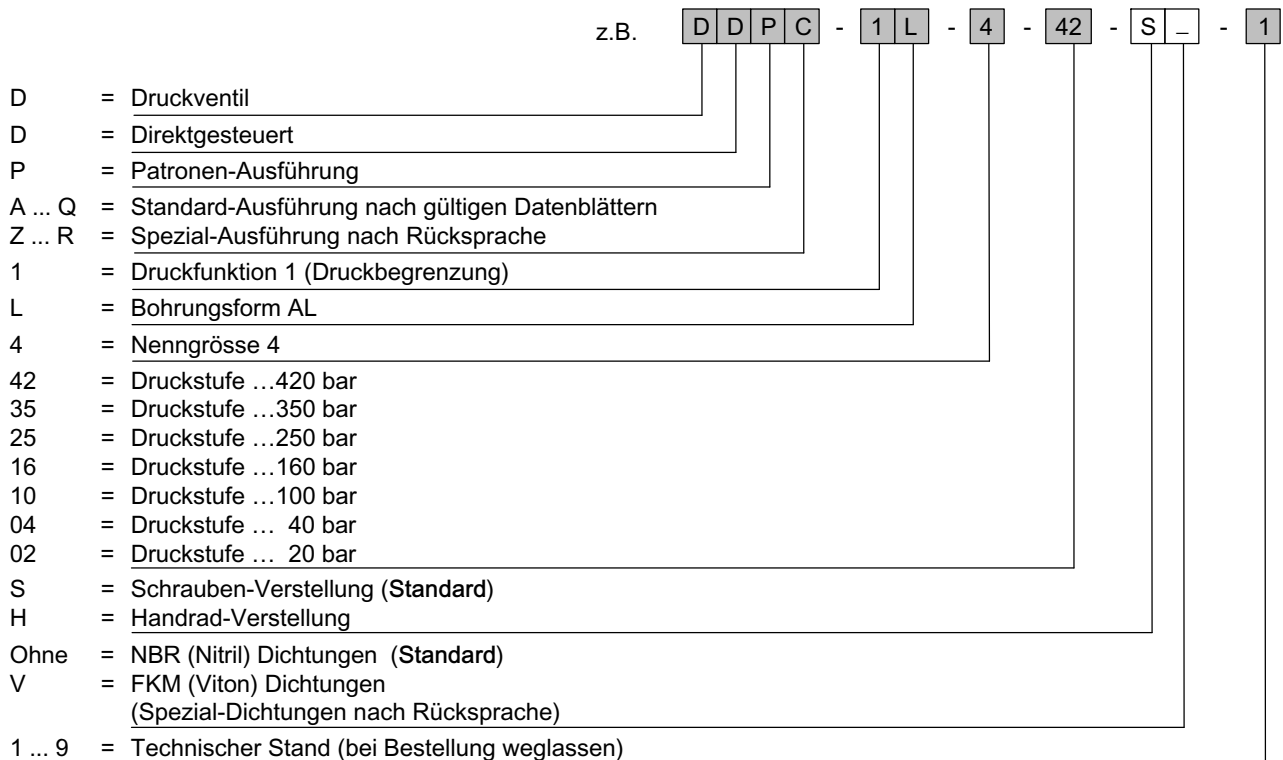 z.B. D D P C - 1 L - 4 - 42 - S _ - 1
D = Druckventil
D = Direktgesteuert
P = Patronen-Ausführung
A ... Q = Standard-Ausführung nach gültigen Datenblättern
Z ... R = Spezial-Ausführung nach Rücksprache
1 = Druckfunktion 1 (Druckbegrenzung)
L = Bohrungsform AL
4 = Nenngrösse 4
42 = Druckstufe …420 bar
35 = Druckstufe …350 bar
25 = Druckstufe …250 bar
16 = Druckstufe …160 bar
10 = Druckstufe …100 bar
04 = Druckstufe … 40 bar
02 = Druckstufe … 20 bar
S = Schrauben-Verstellung (Standard)
H = Handrad-Verstellung
Ohne = NBR (Nitril) Dichtungen (Standard)
V = FKM (Viton) Dichtungen
(Spezial-Dichtungen nach Rücksprache)
1 ... 9 = Technischer Stand (bei Bestellung weglassen)